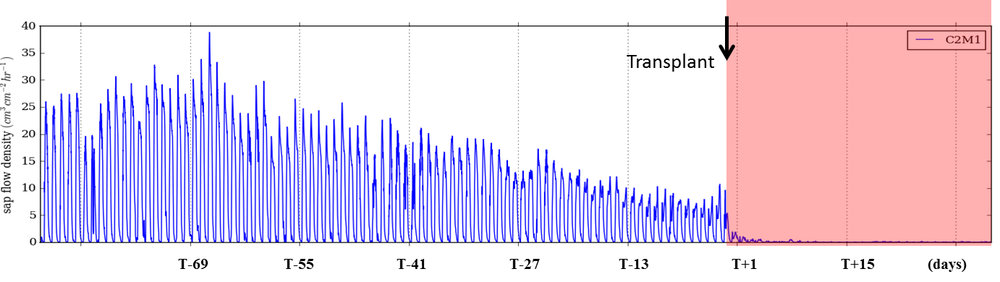 40
C2M1
35
Transplant
30
25
20
15
10
5
0
sap flow density (cm³ cm⁻² hr⁻¹)
T-69 T-55 T-41 T-27 T-13 T+1 T+15 (days)